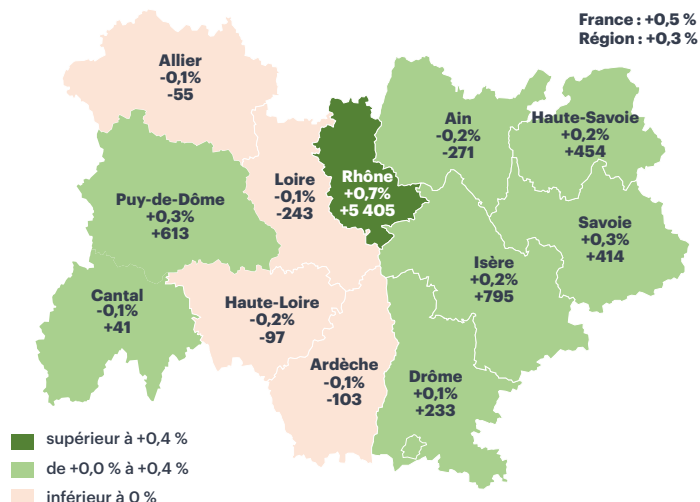 France : +0,5 %
Région : +0,3 %
Allier
-0,1%
-55
Ain
-0,2%
-271
Haute-Savoie
+0,2%
+454
Rhône
+0,7%
+5 405
Loire
-0,1%
-243
Puy-de-Dôme
+0,3%
+613
Savoie
+0,3%
+414
Isère
+0,2%
+795
Cantal
-0,1%
+41
Haute-Loire
-0,2%
-97
Ardèche
-0,1%
-103
Drôme
+0,1%
+233
supérieur à +0,4 %
de +0,0 % à +0,4 %
inférieur à 0 %